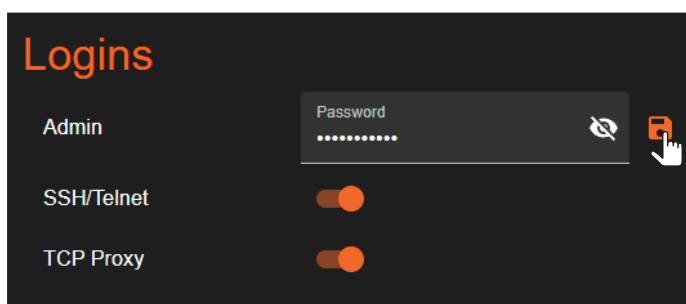 Logins
Admin
Password
•••••••••••
SSH/Telnet
TCP Proxy